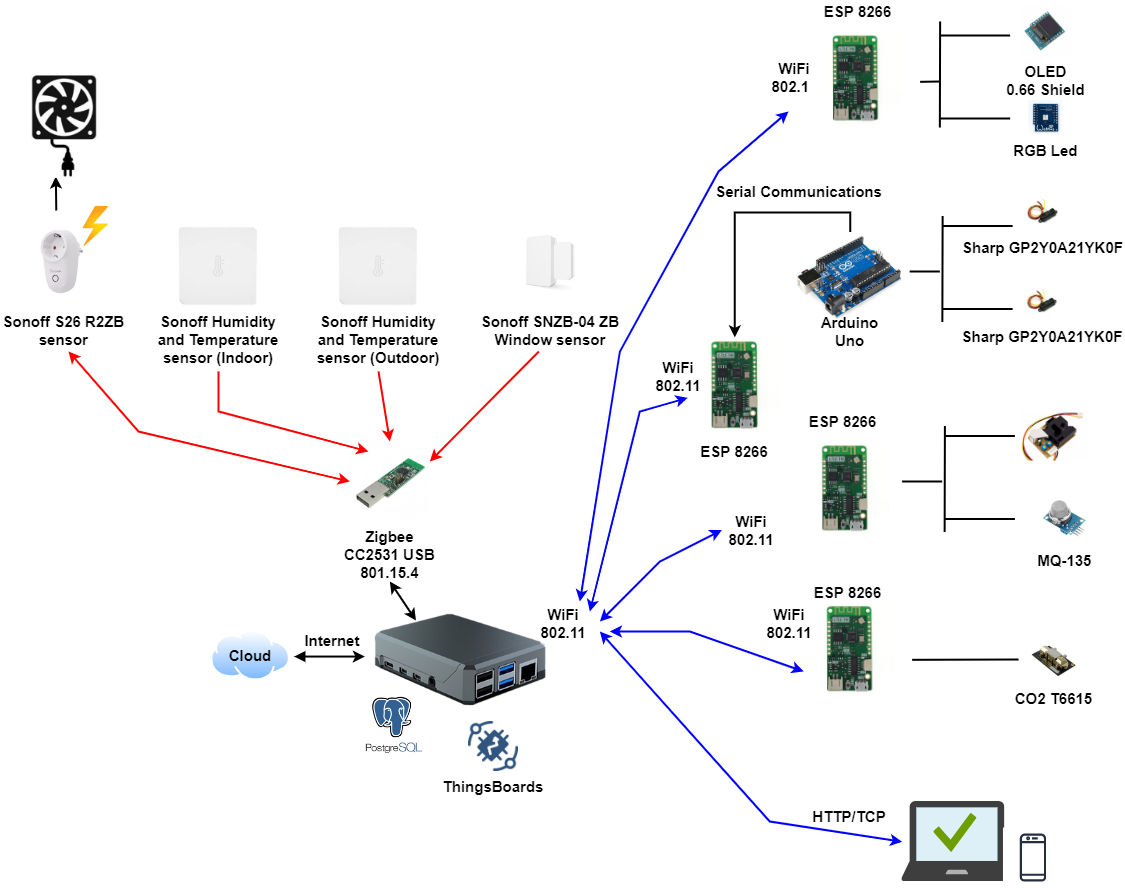 ESP 8266
WiFi
802.1
OLED
0.66 Shield
RGB Led
Serial Communications
Sharp GP2Y0A21YK0F
Arduino
Uno
Sharp GP2Y0A21YK0F
Sonoff S26 R2ZB
sensor
Sonoff Humidity
and Temperature
sensor (Indoor)
Sonoff Humidity
and Temperature
sensor (Outdoor)
Sonoff SNZB-04 ZB
Window sensor
WiFi
802.11
ESP 8266
ESP 8266
WiFi
802.11
MQ-135
Zigbee
CC2531 USB
801.15.4
ESP 8266
WiFi
802.11
WiFi
802.11
CO2 T6615
Internet
Cloud
PostgreSQL
ThingsBoards
HTTP/TCP